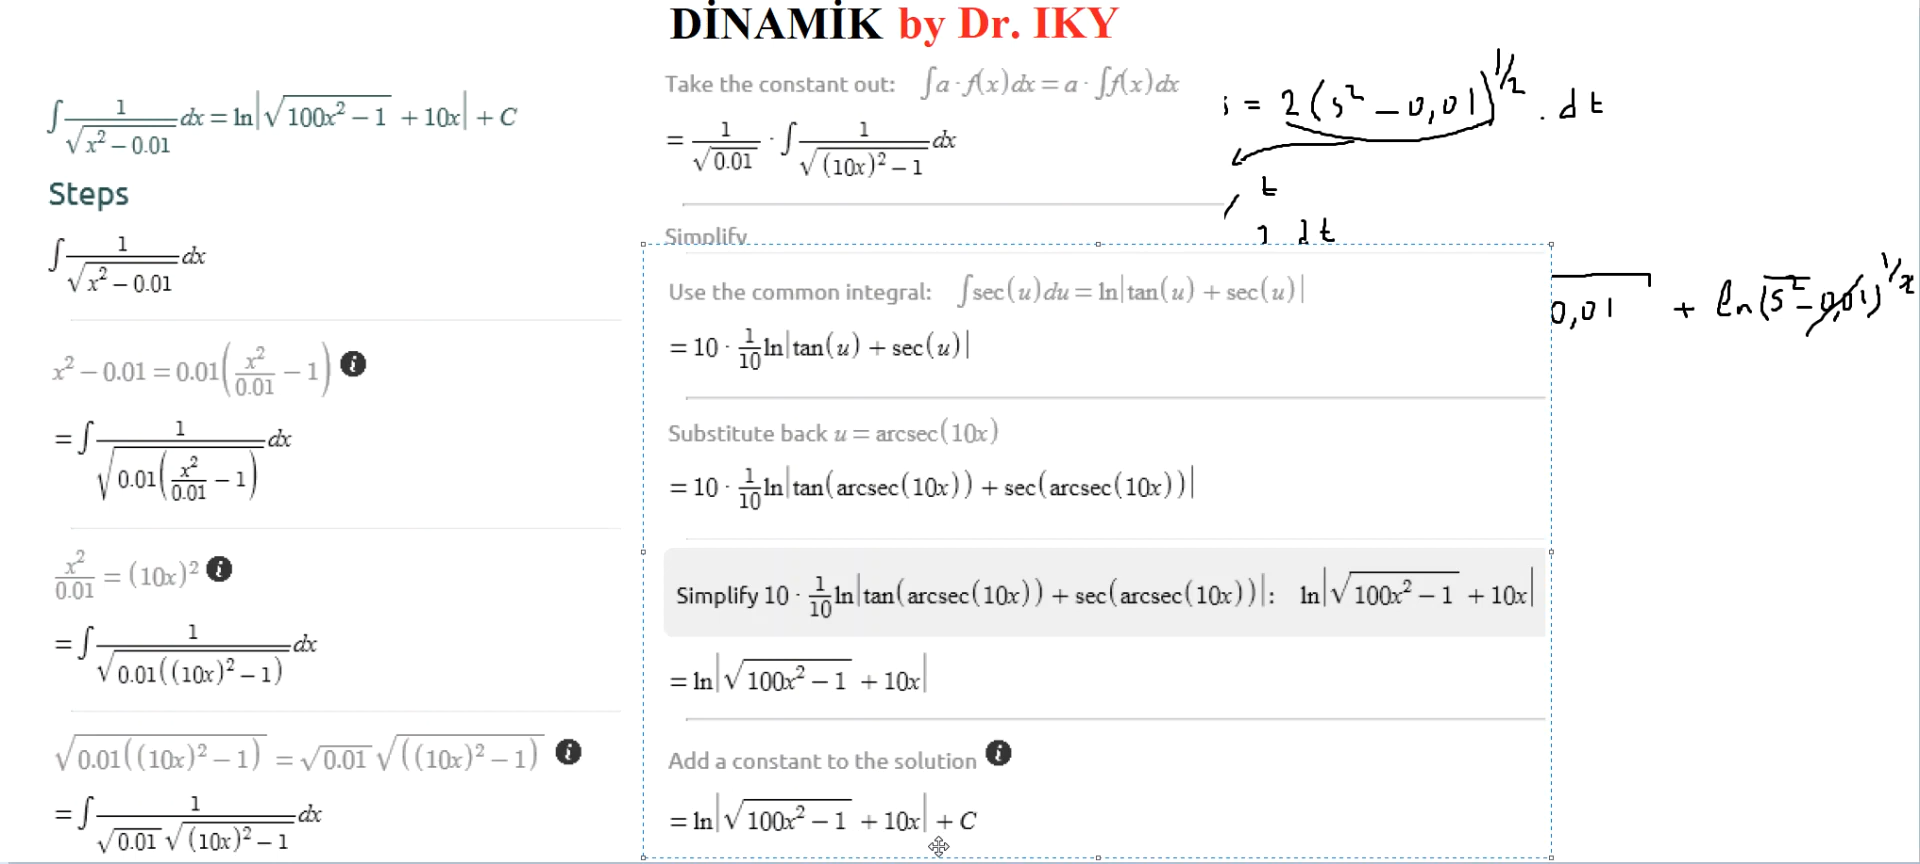 DİNAMİK by Dr. IKY
∫ 1/√(x² − 0.01) dx = ln|√(100x² − 1) + 10x| + C
Steps
∫ 1/√(x² − 0.01) dx
x² − 0.01 = 0.01(x²/0.01 − 1)
= ∫ 1/√(0.01(x²/0.01 − 1)) dx
x²/0.01 = (10x)²
= ∫ 1/√(0.01((10x)² − 1)) dx
√(0.01((10x)² − 1)) = √0.01 √(((10x)² − 1))
= ∫ 1/(√0.01 √((10x)² − 1)) dx
Take the constant out: ∫a · f(x)dx = a · ∫f(x)dx
= 1/√0.01 · ∫ 1/√((10x)² − 1) dx
Simplify
Use the common integral: ∫sec(u)du = ln|tan(u) + sec(u)|
= 10 · 1/10 ln|tan(u) + sec(u)|
Substitute back u = arcsec(10x)
= 10 · 1/10 ln|tan(arcsec(10x)) + sec(arcsec(10x))|
Simplify 10 · 1/10 ln|tan(arcsec(10x)) + sec(arcsec(10x))|: ln|√(100x² − 1) + 10x|
= ln|√(100x² − 1) + 10x|
Add a constant to the solution
= ln|√(100x² − 1) + 10x| + C
= 2(s² − 0,01)^1/2 . dt
t
dt
0,01 + ln(s² − 0,01)^1/2